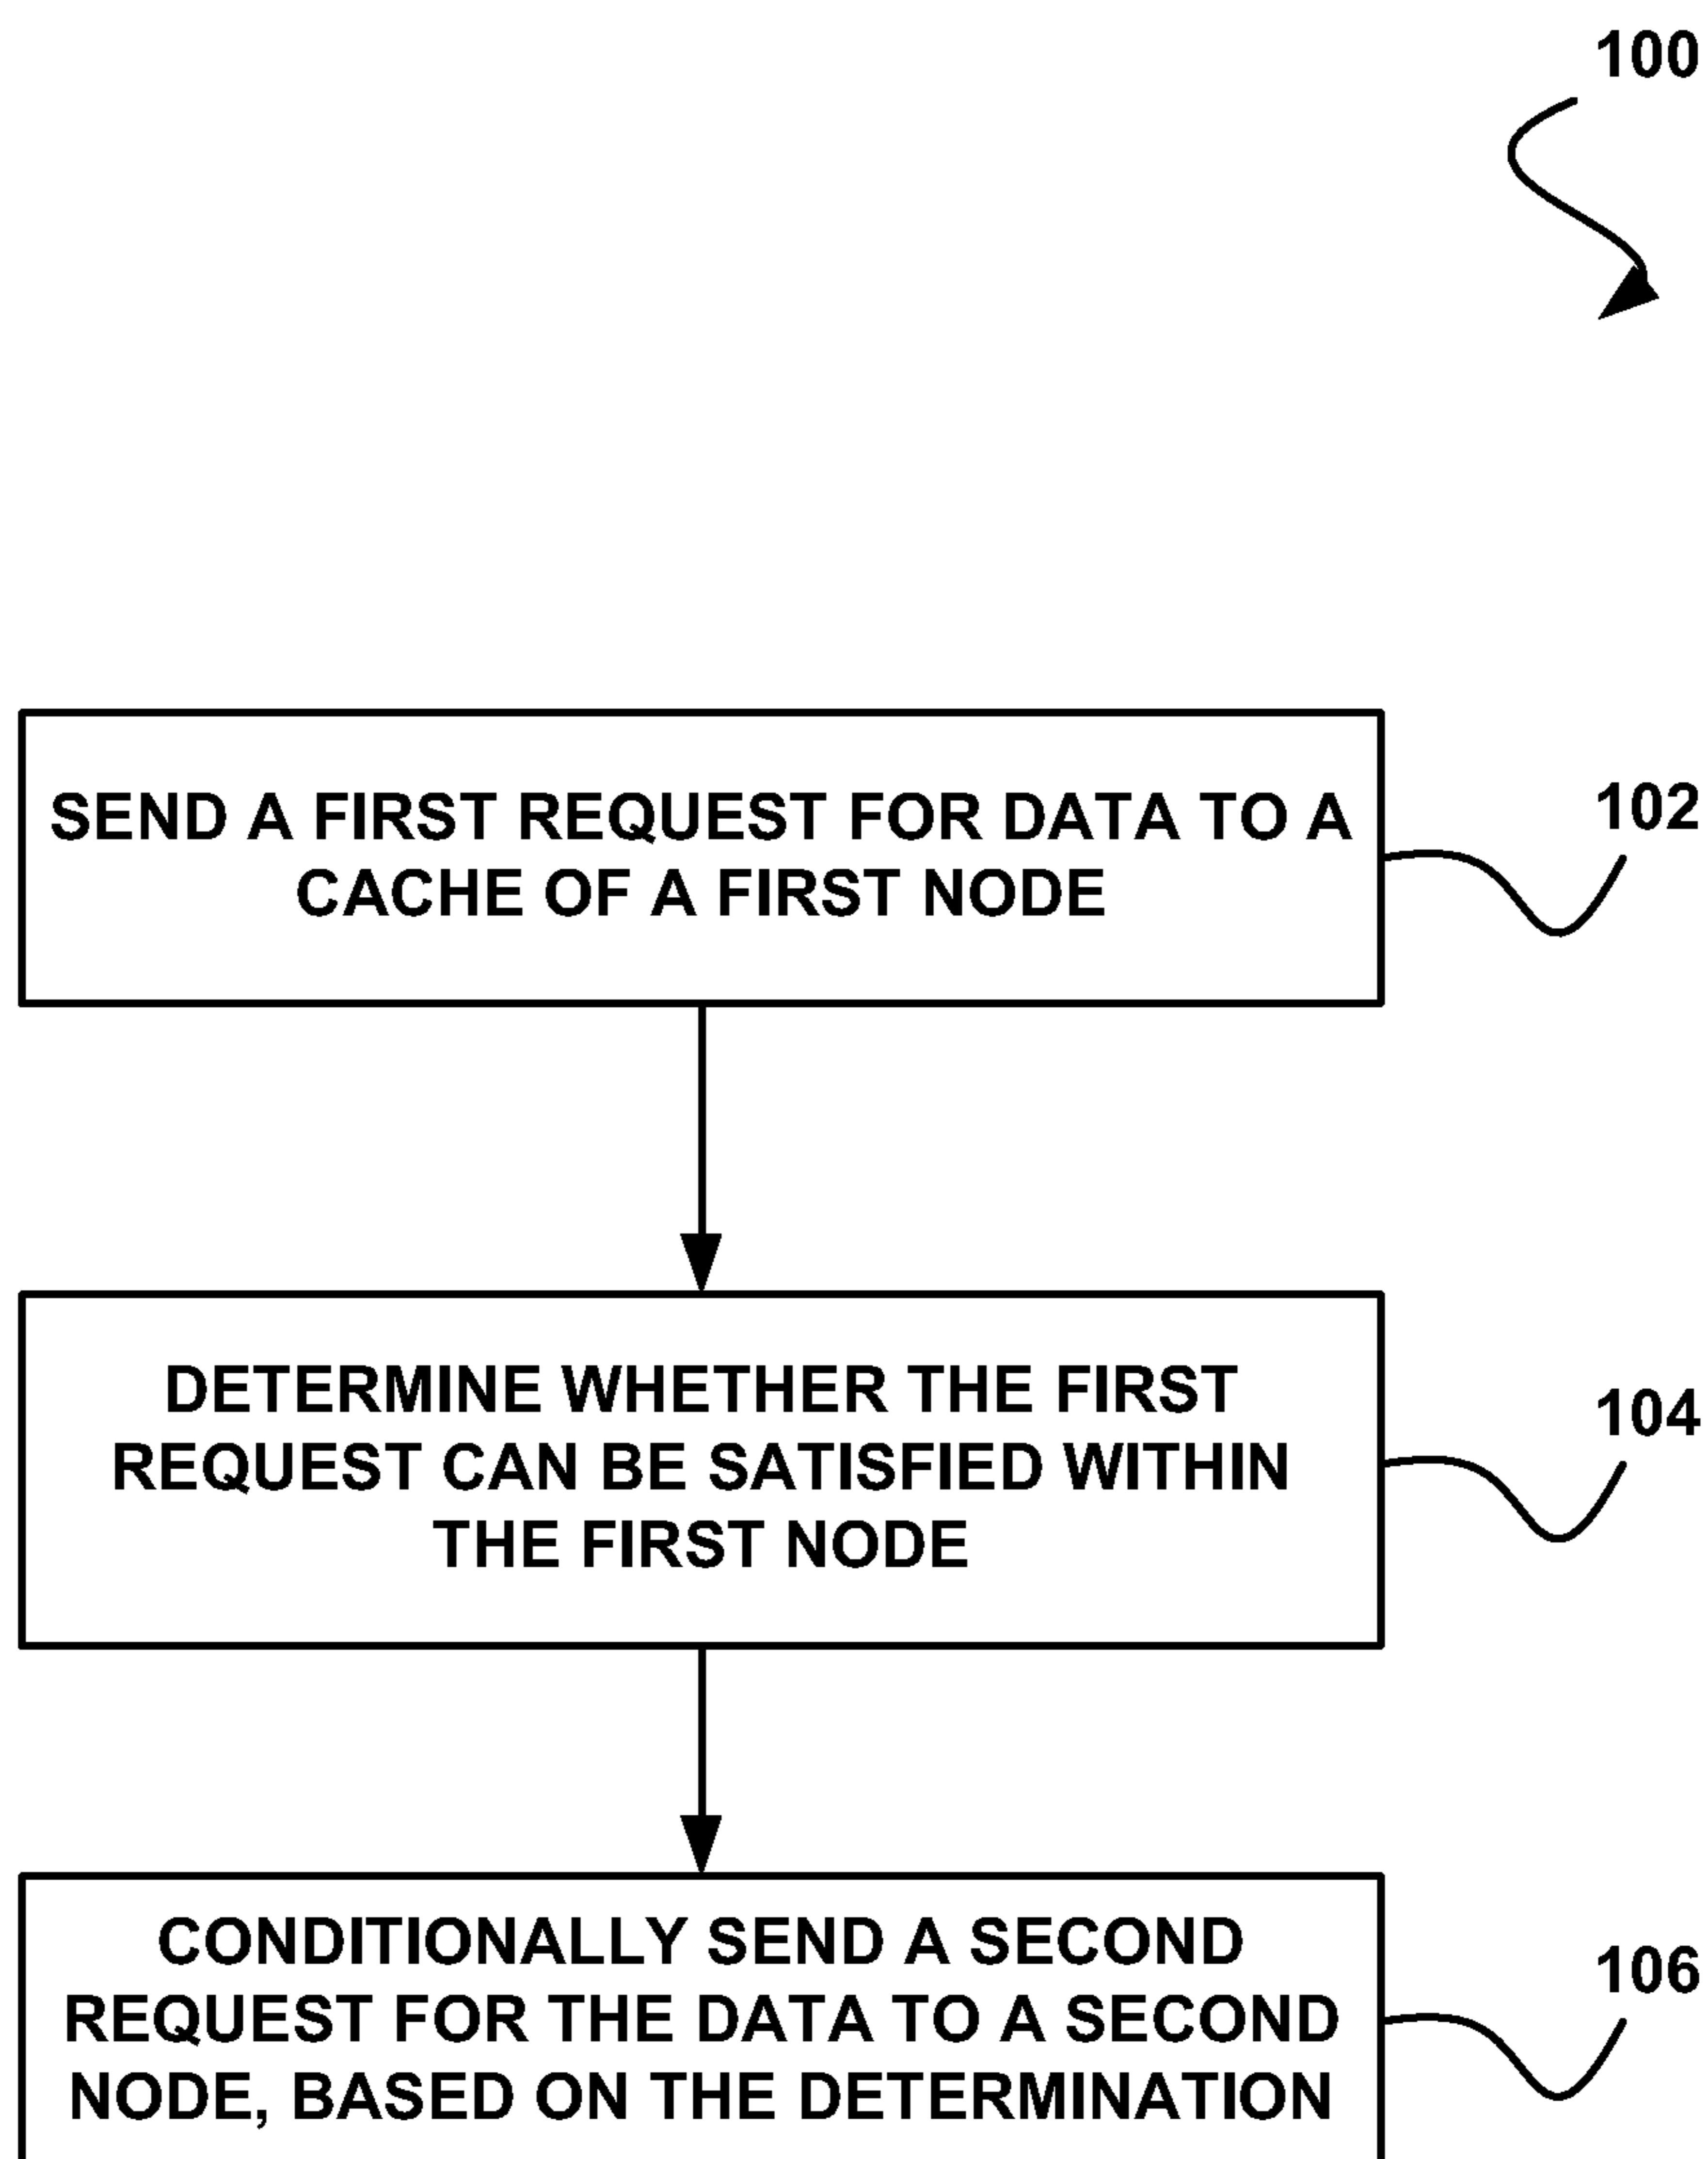 100
SEND A FIRST REQUEST FOR DATA TO A
CACHE OF A FIRST NODE
102
DETERMINE WHETHER THE FIRST
REQUEST CAN BE SATISFIED WITHIN
THE FIRST NODE
104
CONDITIONALLY SEND A SECOND
REQUEST FOR THE DATA TO A SECOND
NODE, BASED ON THE DETERMINATION
106